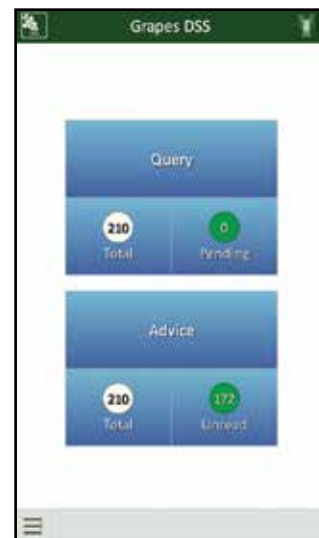 Grapes DSS
Query
210 0
Total Pending
Advice
210 172
Total Unread